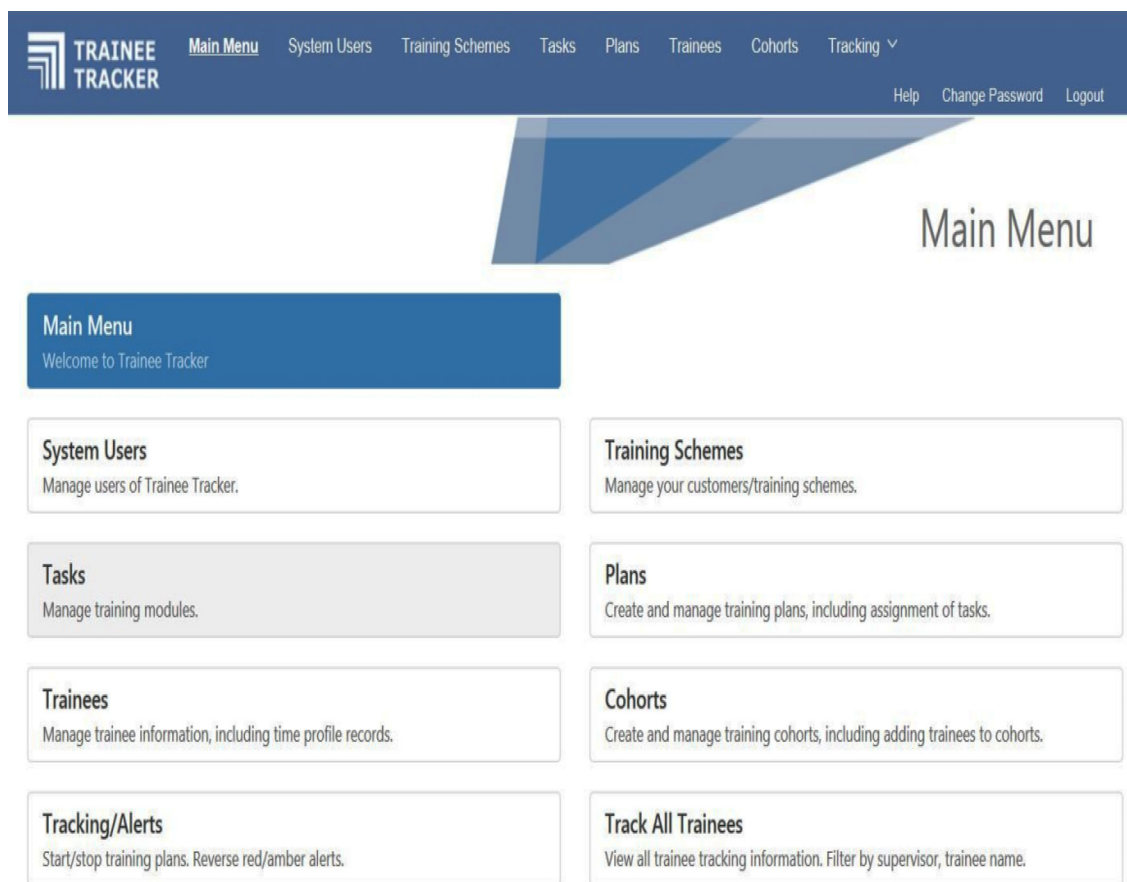 TRAINEE
TRACKER
Main Menu System Users Training Schemes Tasks Plans Trainees Cohorts Tracking
Help Change Password Logout
Main Menu
Main Menu
Welcome to Trainee Tracker
System Users
Manage users of Trainee Tracker.
Training Schemes
Manage your customers/training schemes.
Tasks
Manage training modules.
Plans
Create and manage training plans, including assignment of tasks.
Trainees
Manage trainee information, including time profile records.
Cohorts
Create and manage training cohorts, including adding trainees to cohorts.
Tracking/Alerts
Start/stop training plans. Reverse red/amber alerts.
Track All Trainees
View all trainee tracking information. Filter by supervisor, trainee name.